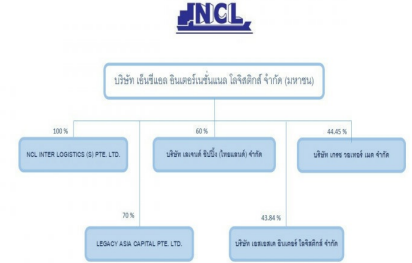 NCL
บริษัท เอ็นซีแอล อินเตอร์เนชั่นแนล โลจิสติกส์ จำกัด (มหาชน)
100 %
60 %
44.45 %
NCL INTER LOGISTICS (S) PTE. LTD.
บริษัท เลเจนด์ ชิปปิ้ง (ไทยแลนด์) จำกัด
บริษัท เกรซ วอเทอร์ เมด จำกัด
70 %
43.84 %
LEGACY ASIA CAPITAL PTE. LTD.
บริษัท เอสเอสเค อินเตอร์ โลจิสติกส์ จำกัด